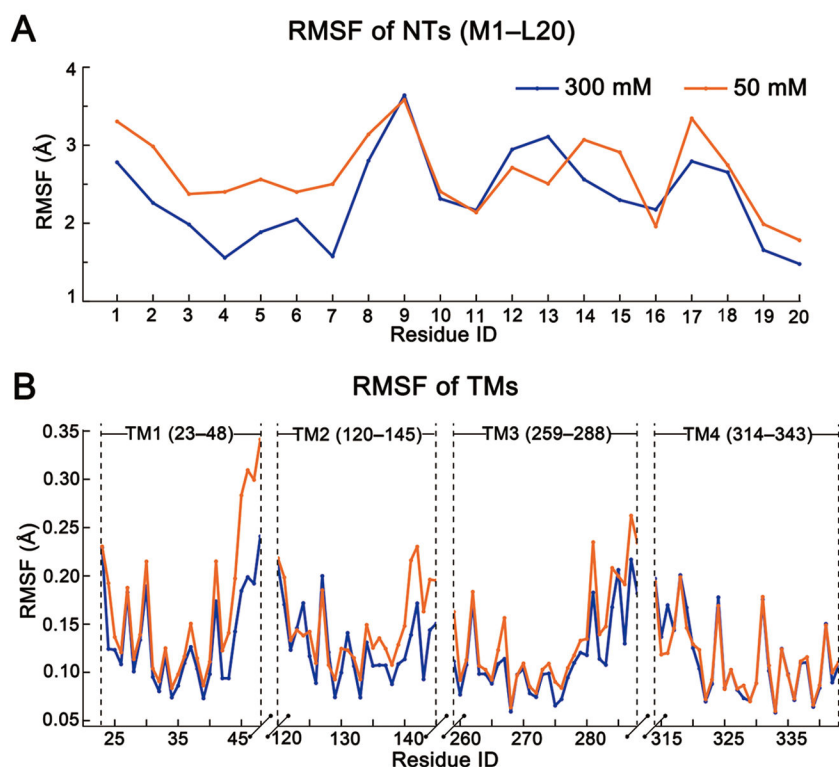 A
RMSF of NTs (M1–L20)
300 mM 50 mM
RMSF (Å)
4
3
2
1
1 2 3 4 5 6 7 8 9 10 11 12 13 14 15 16 17 18 19 20
Residue ID
B
RMSF of TMs
TM1 (23–48) TM2 (120–145) TM3 (259–288) TM4 (314–343)
RMSF (Å)
0.35
0.30
0.25
0.20
0.15
0.10
0.05
25 35 45 120 130 140 260 270 280 315 325 335
Residue ID